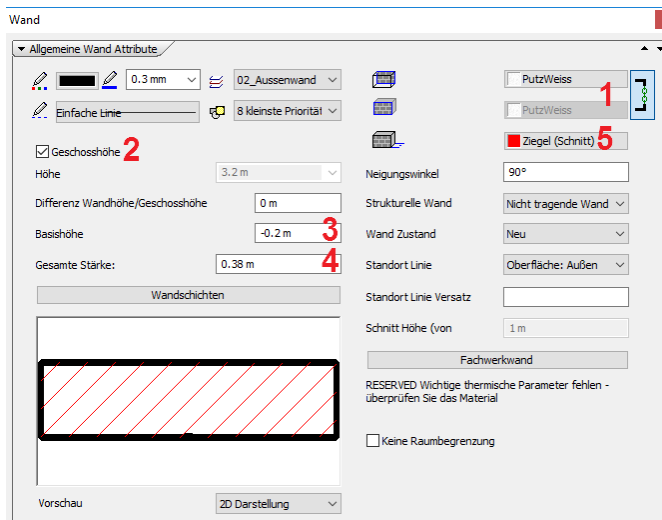 Wand
Allgemeine Wand Attribute
0.3 mm
02_Aussenwand
Einfache Linie
8 kleinste Priorität
PutzWeiss
1
PutzWeiss
Ziegel (Schnitt)
5
Geschosshöhe
2
Höhe
3.2 m
Neigungswinkel
90°
Differenz Wandhöhe/Geschosshöhe
0 m
Strukturelle Wand
Nicht tragende Wand
Basishöhe
-0.2 m
3
Wand Zustand
Neu
Gesamte Stärke:
0.38 m
4
Standort Linie
Oberfläche: Außen
Wandschichten
Standort Linie Versatz
Schnitt Höhe (von
1 m
Fachwerkwand
RESERVED Wichtige thermische Parameter fehlen -
überprüfen Sie das Material
Keine Raumbegrenzung
Vorschau
2D Darstellung